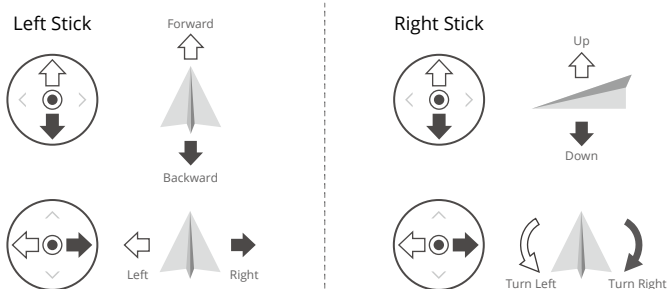 Left Stick
Forward
Backward
Left
Right
Right Stick
Up
Down
Turn Left
Turn Right